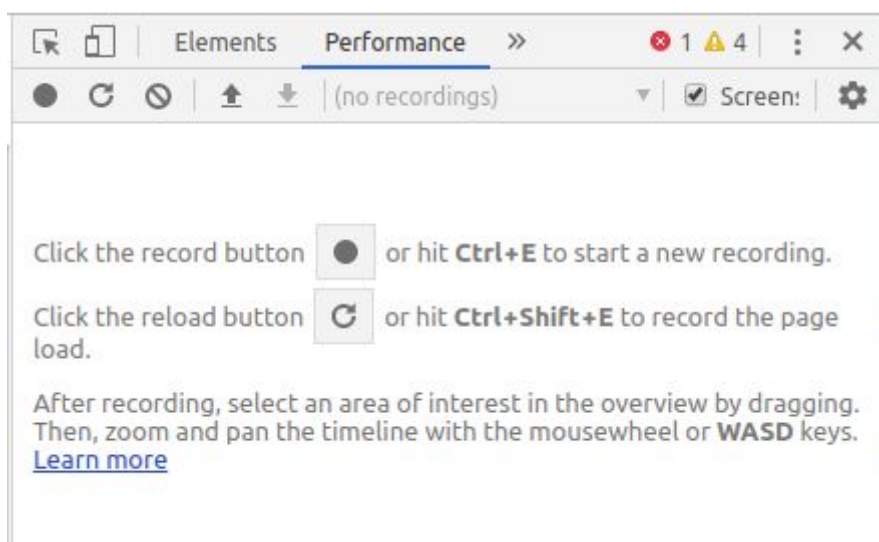 Elements Performance » 1 4
(no recordings) Screen:
Click the record button or hit Ctrl+E to start a new recording.
Click the reload button or hit Ctrl+Shift+E to record the page
load.
After recording, select an area of interest in the overview by dragging.
Then, zoom and pan the timeline with the mousewheel or WASD keys.
Learn more